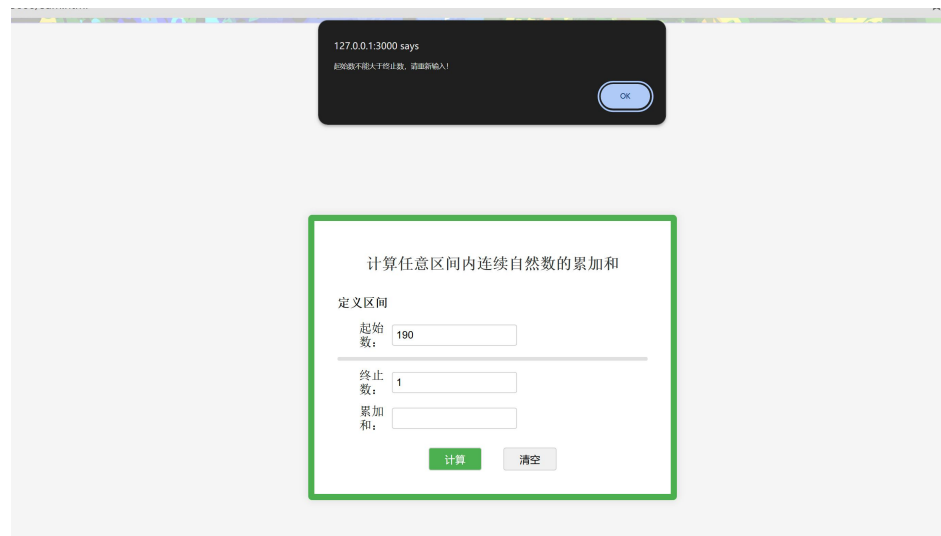 127.0.0.1:3000 says
起始数不能大于终止数，请重新输入！
OK
计算任意区间内连续自然数的累加和
定义区间
起始
数：
190
终止
数：
1
累加
和：
计算
清空